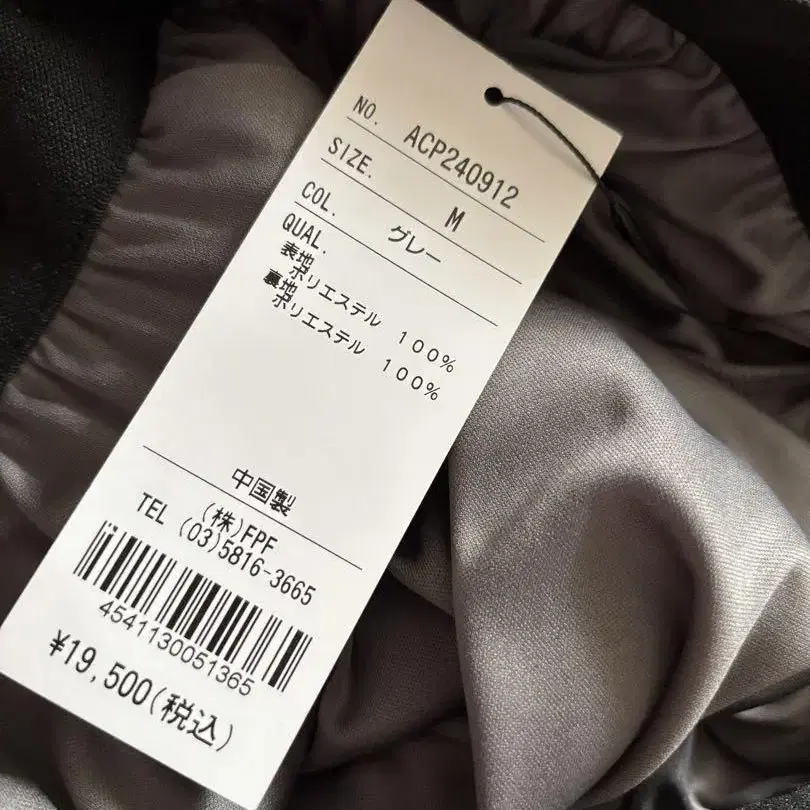 NO. ACP240912
SIZE. M
COL. グレー
QUAL.
表地
ポリエステル 100%
裏地
ポリエステル 100%
中国製
(株)FPF
TEL (03)5816-3665
4541130051365
¥19,500(税込)